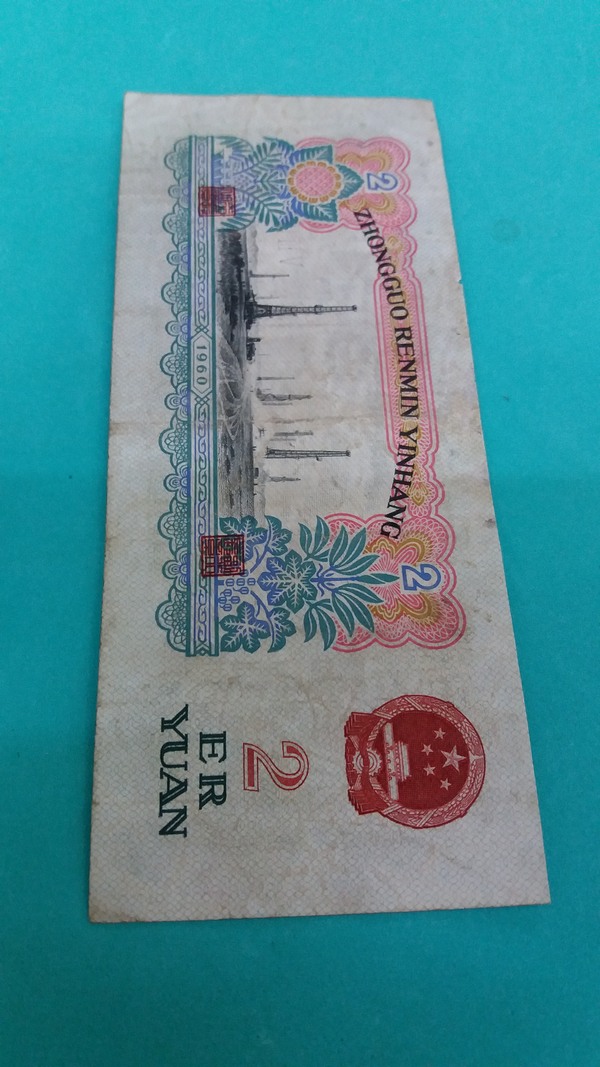 2 ZHONGGUO RENMIN YINHANG 2
1960
2
ER
YUAN